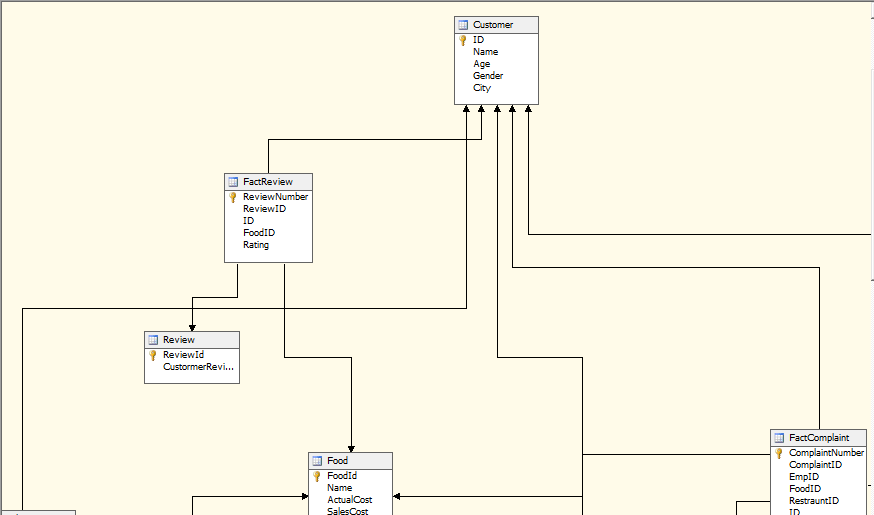 Customer
ID
Name
Age
Gender
City
FactReview
ReviewNumber
ReviewID
ID
FoodID
Rating
Review
ReviewId
CustormerRevi...
Food
FoodId
Name
ActualCost
SalesCost
FactComplaint
ComplaintNumber
ComplaintID
EmpID
FoodID
RestrauntID
ID